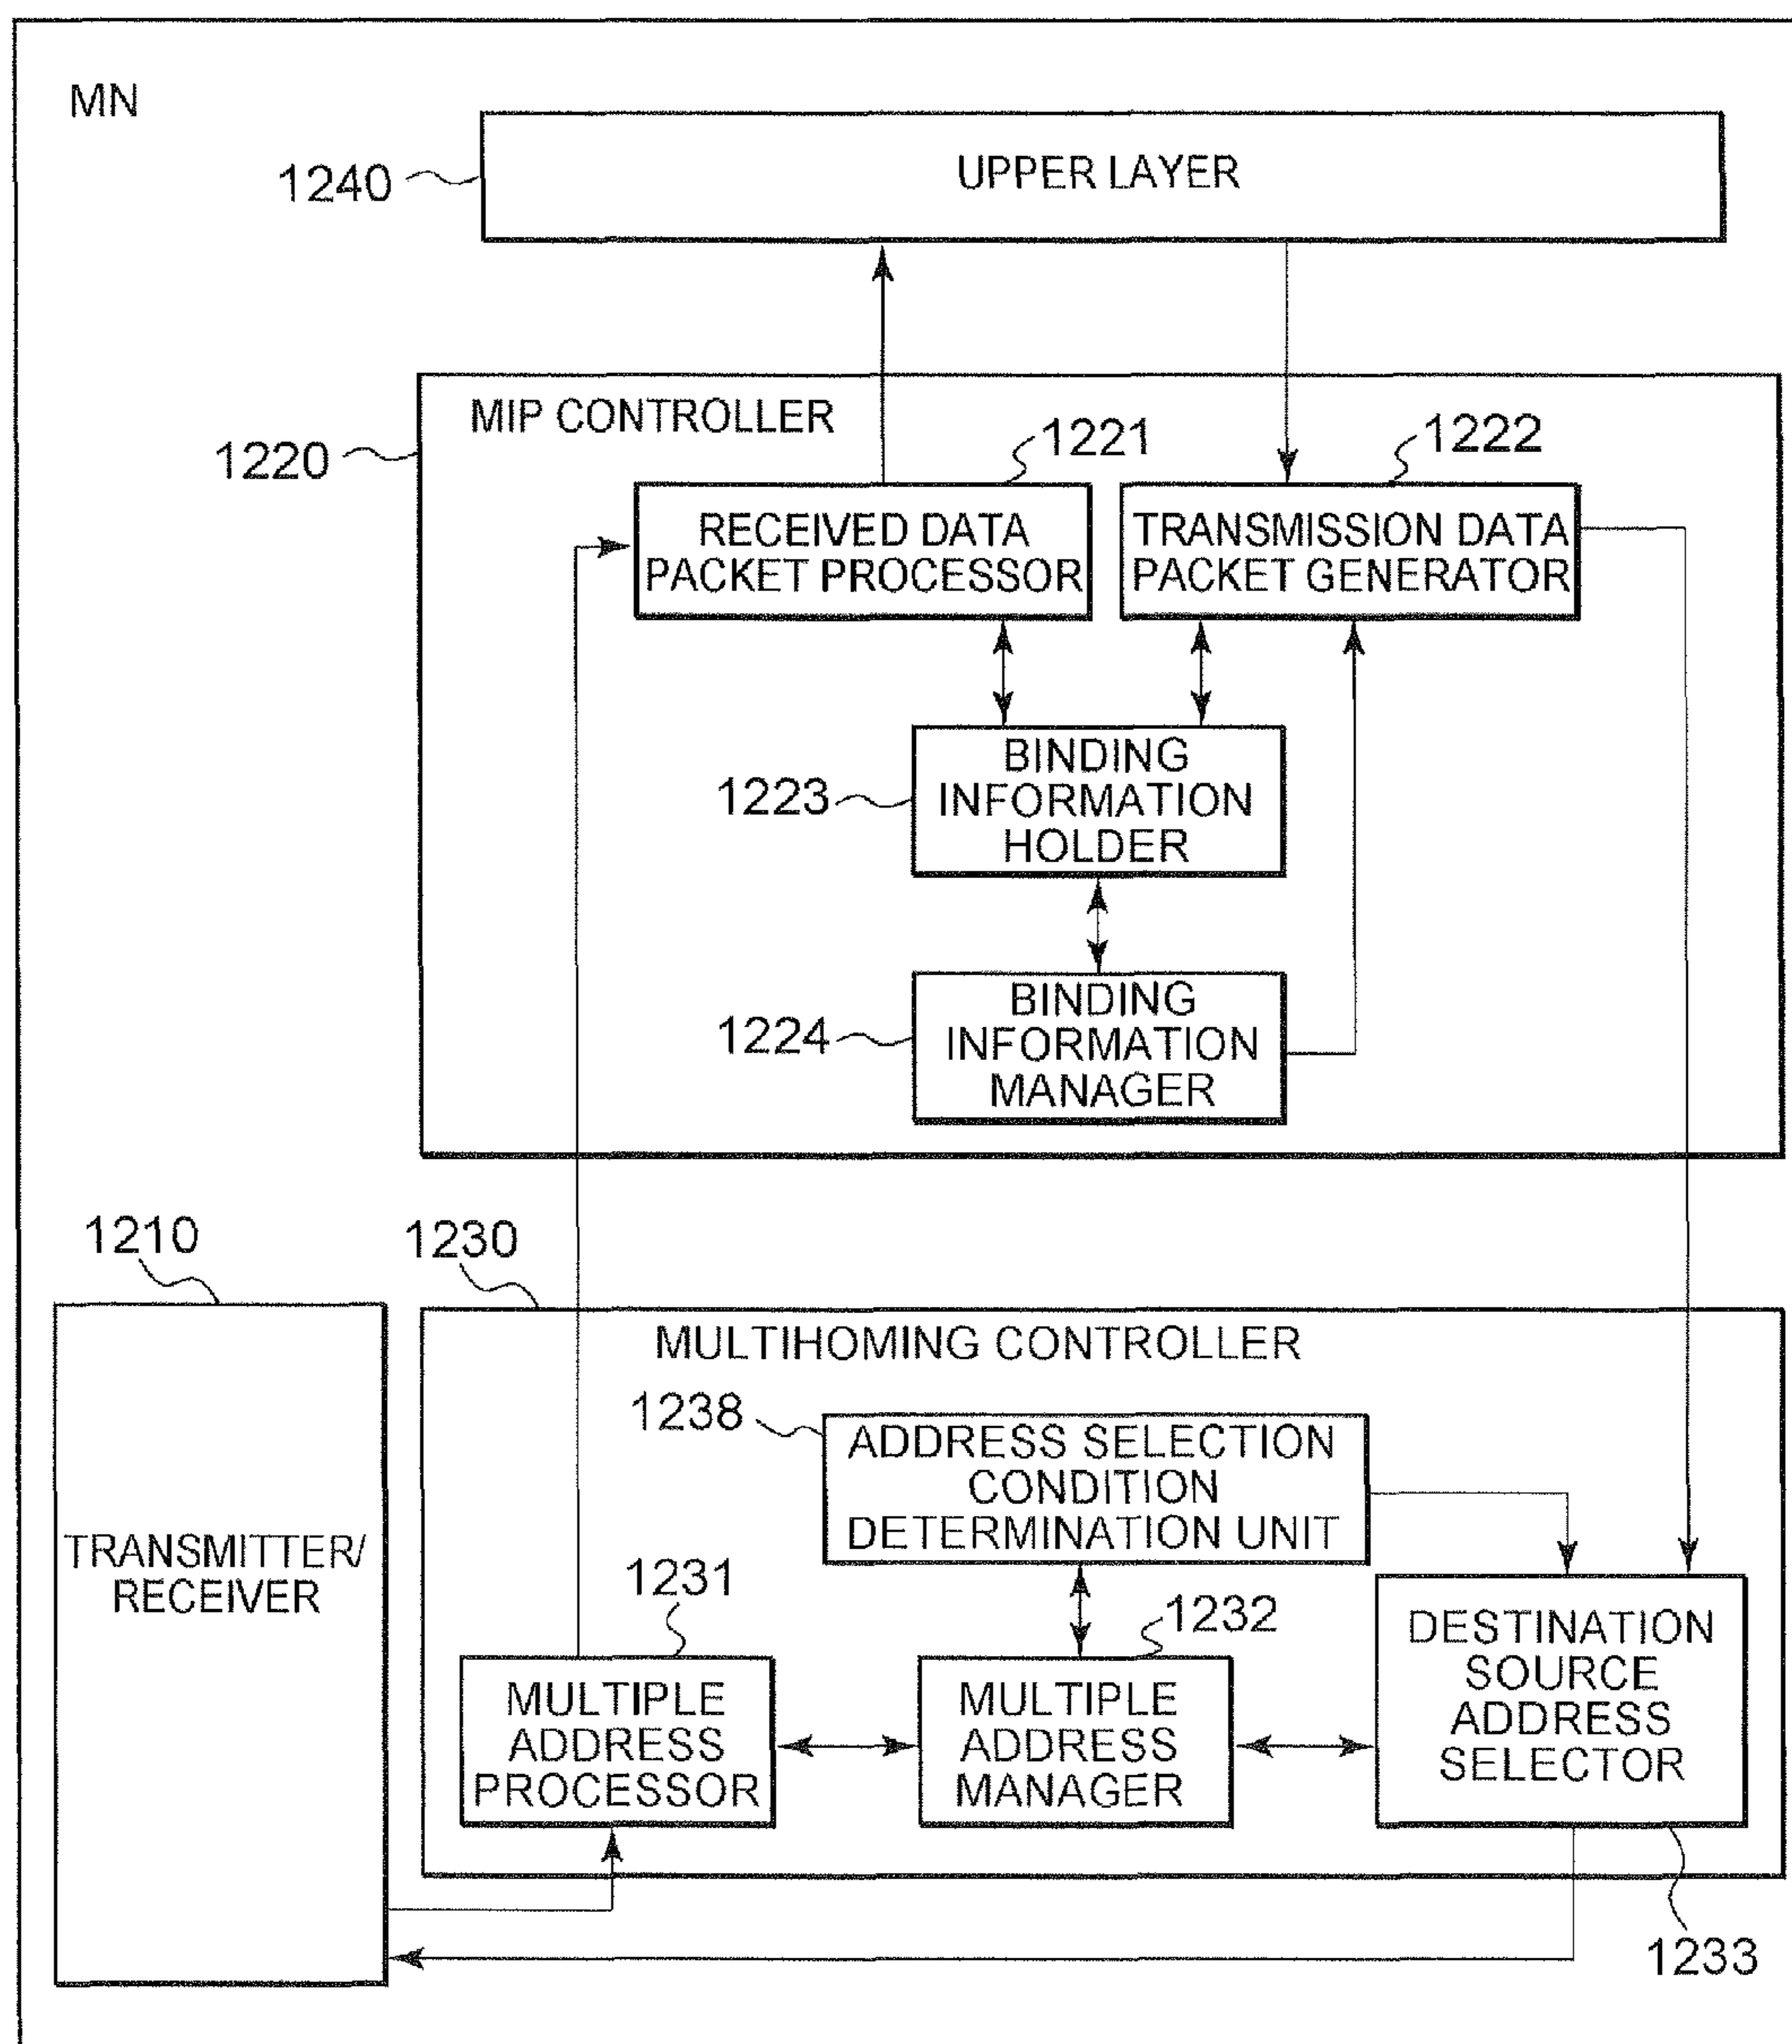 MN
UPPER LAYER
1240
MIP CONTROLLER
1220
1221
1222
RECEIVED DATA
PACKET PROCESSOR
TRANSMISSION DATA
PACKET GENERATOR
BINDING
INFORMATION
HOLDER
1223
BINDING
INFORMATION
MANAGER
1224
1210
1230
TRANSMITTER/
RECEIVER
MULTIHOMING CONTROLLER
1238
ADDRESS SELECTION
CONDITION
DETERMINATION UNIT
1231
1232
MULTIPLE
ADDRESS
PROCESSOR
MULTIPLE
ADDRESS
MANAGER
DESTINATION
SOURCE
ADDRESS
SELECTOR
1233